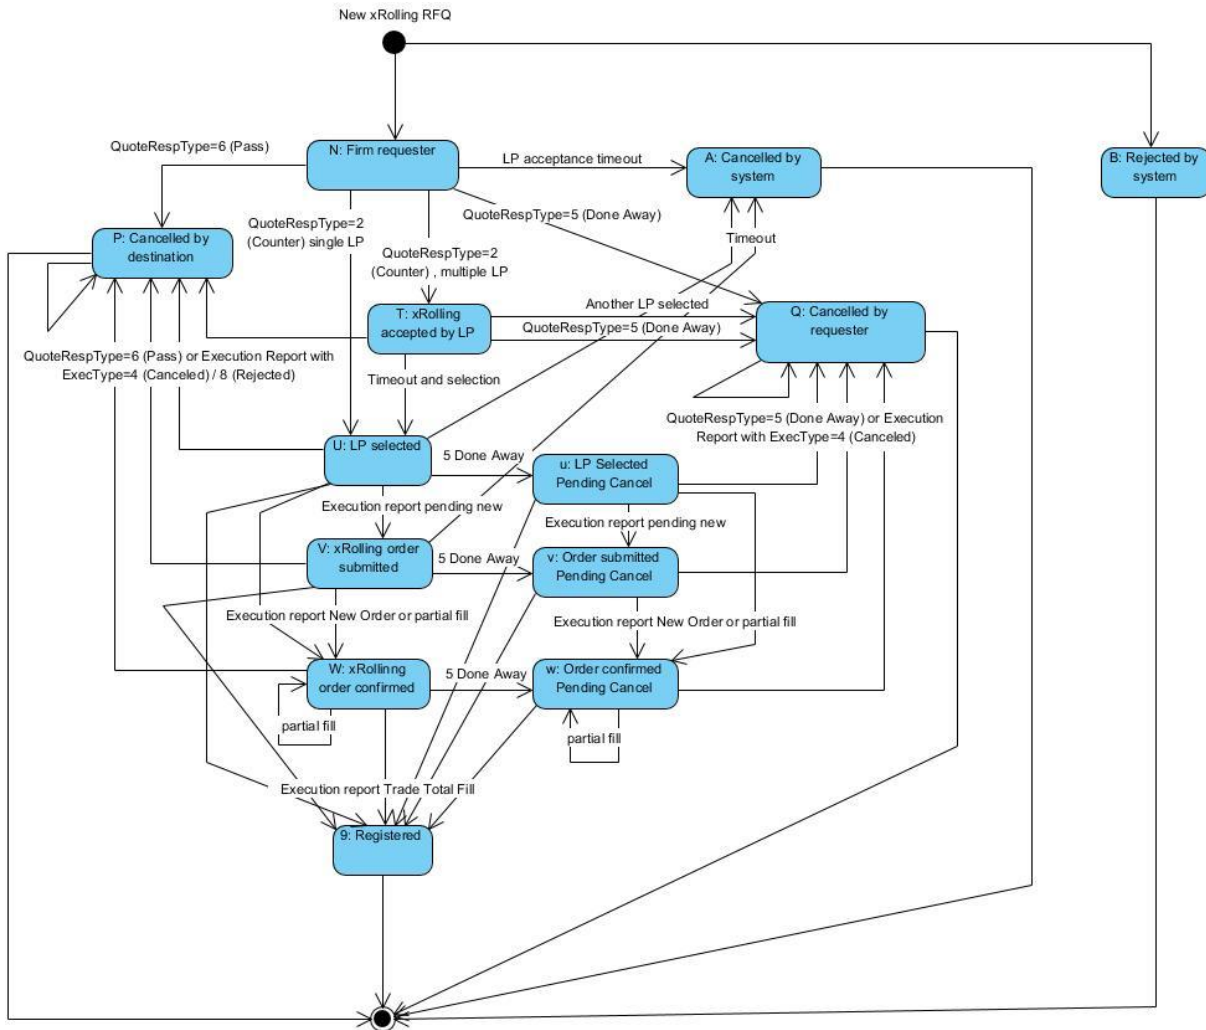 New xRolling RFQ
N: Firm requester
QuoteRespType=6 (Pass)
LP acceptance timeout
A: Cancelled by
system
B: Rejected by
system
QuoteRespType=2
(Counter) single LP
QuoteRespType=5 (Done Away)
P: Cancelled by
destination
QuoteRespType=2
(Counter) , multiple LP
Timeout
T: xRolling
accepted by LP
Another LP selected
QuoteRespType=5 (Done Away)
Q: Cancelled by
requester
QuoteRespType=6 (Pass) or Execution Report with
ExecType=4 (Canceled) / 8 (Rejected)
Timeout and selection
QuoteRespType=5 (Done Away) or Execution
Report with ExecType=4 (Canceled)
U: LP selected
5 Done Away
u: LP Selected
Pending Cancel
Execution report pending new
Execution report pending new
V: xRolling order
submitted
5 Done Away
v: Order submitted
Pending Cancel
Execution report New Order or partial fill
Execution report New Order or partial fill
W: xRollinng
order confirmed
5 Done Away
w: Order confirmed
Pending Cancel
partial fill
partial fill
Execution report Trade Total Fill
9: Registered